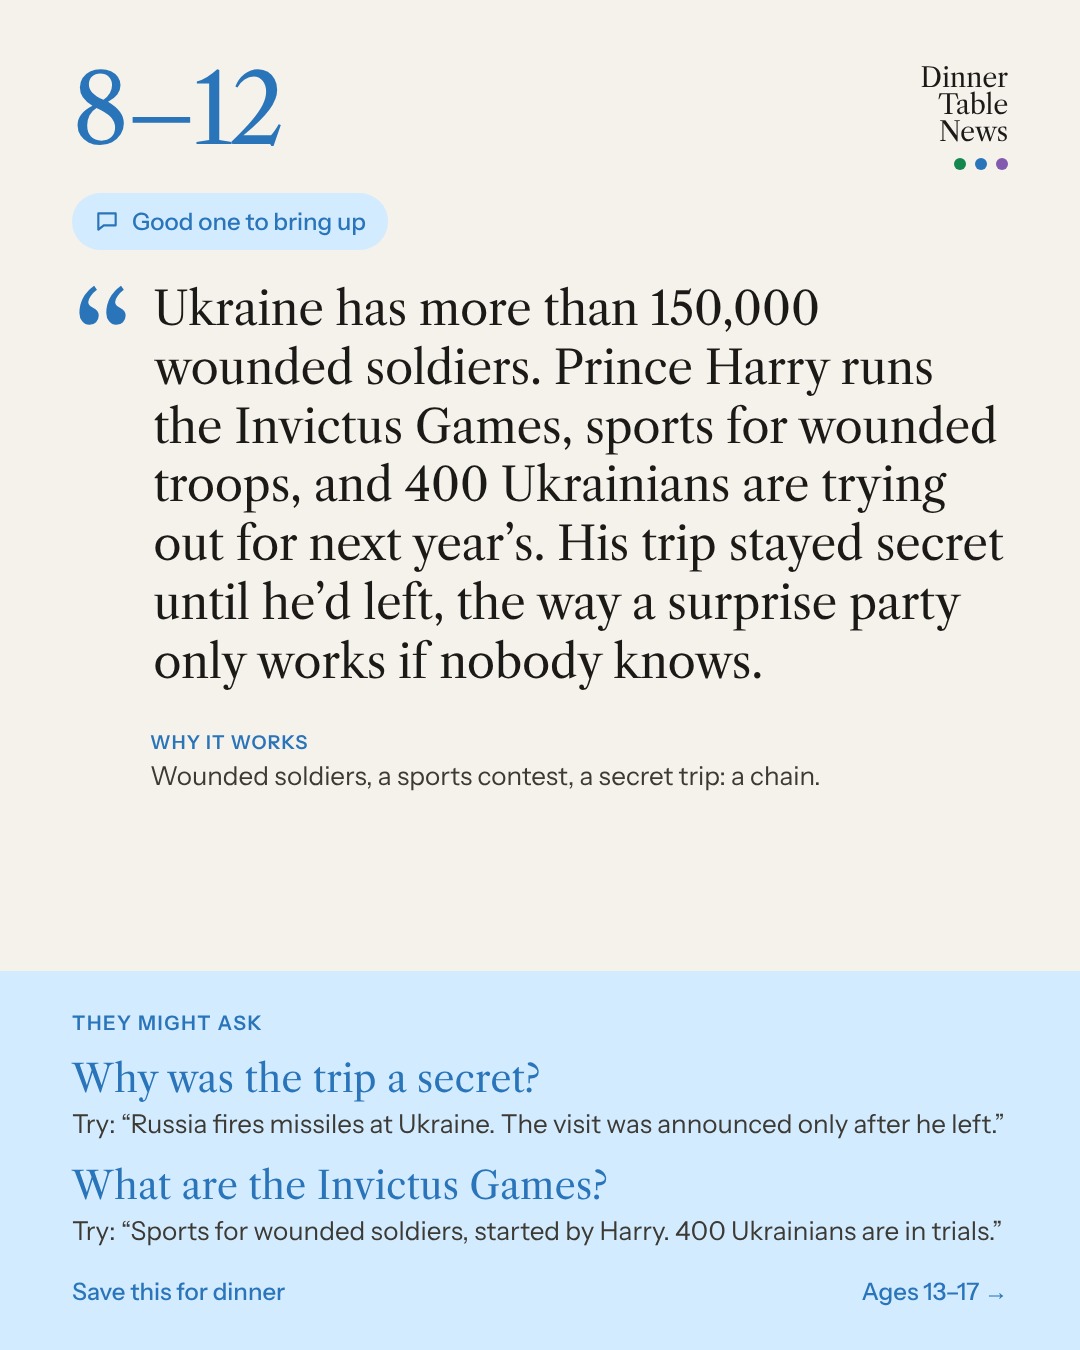 8–12
Dinner
Table
News
Good one to bring up
“ Ukraine has more than 150,000
wounded soldiers. Prince Harry runs
the Invictus Games, sports for wounded
troops, and 400 Ukrainians are trying
out for next year’s. His trip stayed secret
until he’d left, the way a surprise party
only works if nobody knows.
WHY IT WORKS
Wounded soldiers, a sports contest, a secret trip: a chain.
THEY MIGHT ASK
Why was the trip a secret?
Try: “Russia fires missiles at Ukraine. The visit was announced only after he left.”
What are the Invictus Games?
Try: “Sports for wounded soldiers, started by Harry. 400 Ukrainians are in trials.”
Save this for dinner
Ages 13–17 →